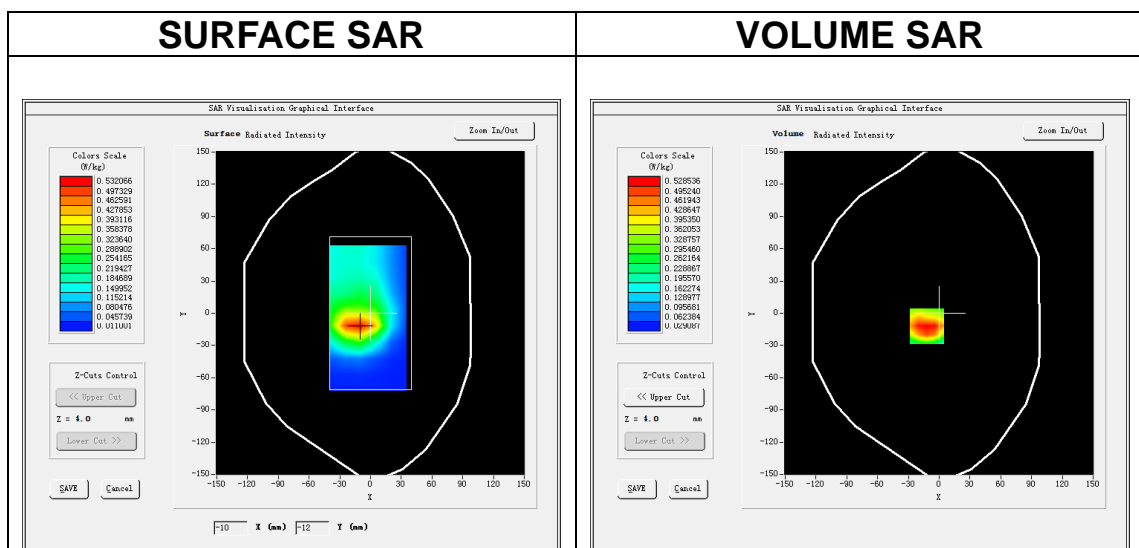 SURFACE SAR
VOLUME SAR
SAR Visualisation Graphical Interface
Surface Radiated Intensity
Zoom In/Out
Colors Scale
(W/kg)
0.532066
0.497329
0.462591
0.427853
0.393116
0.358378
0.323640
0.288902
0.254165
0.219427
0.184689
0.149952
0.115214
0.080476
0.045739
0.011001
Z-Cuts Control
<< Upper Cut
Z = 4.0 mm
Lower Cut >>
SAVE Cancel
150
120
90
60
30
0
-30
-60
-90
-120
-150
Y
-150 -120 -90 -60 -30 0 30 60 90 120 150
X
-10 X (mm) -12 Y (mm)
SAR Visualisation Graphical Interface
Volume Radiated Intensity
Zoom In/Out
Colors Scale
(W/kg)
0.528536
0.495240
0.461943
0.428647
0.395350
0.362053
0.328757
0.295460
0.262164
0.228867
0.195570
0.162274
0.128977
0.095681
0.062384
0.029087
Z-Cuts Control
<< Upper Cut
Z = 4.0 mm
Lower Cut >>
SAVE Cancel
150
120
90
60
30
0
-30
-60
-90
-120
-150
Y
-150 -120 -90 -60 -30 0 30 60 90 120 150
X